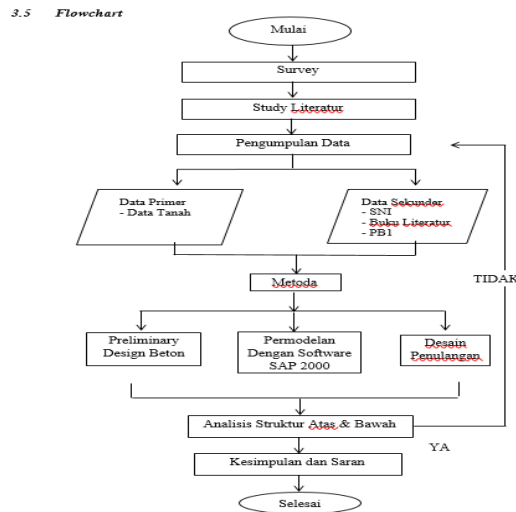 3.5 Flowchart
Mulai
Survey
Study Literatur
Pengumpulan Data
Data Primer
- Data Tanah
Data Sekunder
- SNI
- Buku Literatur
- PB1
TIDAK
Metoda
Preliminary
Design Beton
Permodelan
Dengan Software
SAP 2000
Desain
Penulangan
Analisis Struktur Atas & Bawah
YA
Kesimpulan dan Saran
Selesai